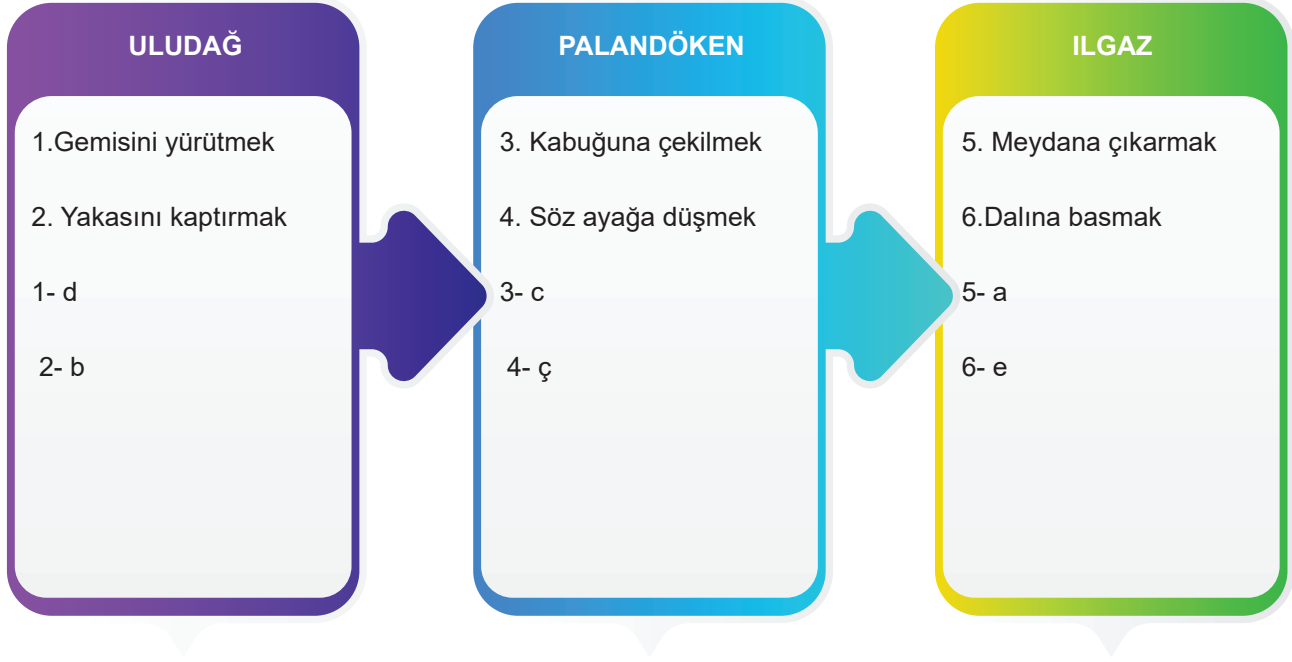 ULUDAĞ
1.Gemisini yürütmek
2. Yakasını kaptırmak
1- d
2- b
PALANDÖKEN
3. Kabuğuna çekilmek
4. Söz ayağa düşmek
3- c
4- ç
ILGAZ
5. Meydana çıkarmak
6.Dalına basmak
5- a
6- e